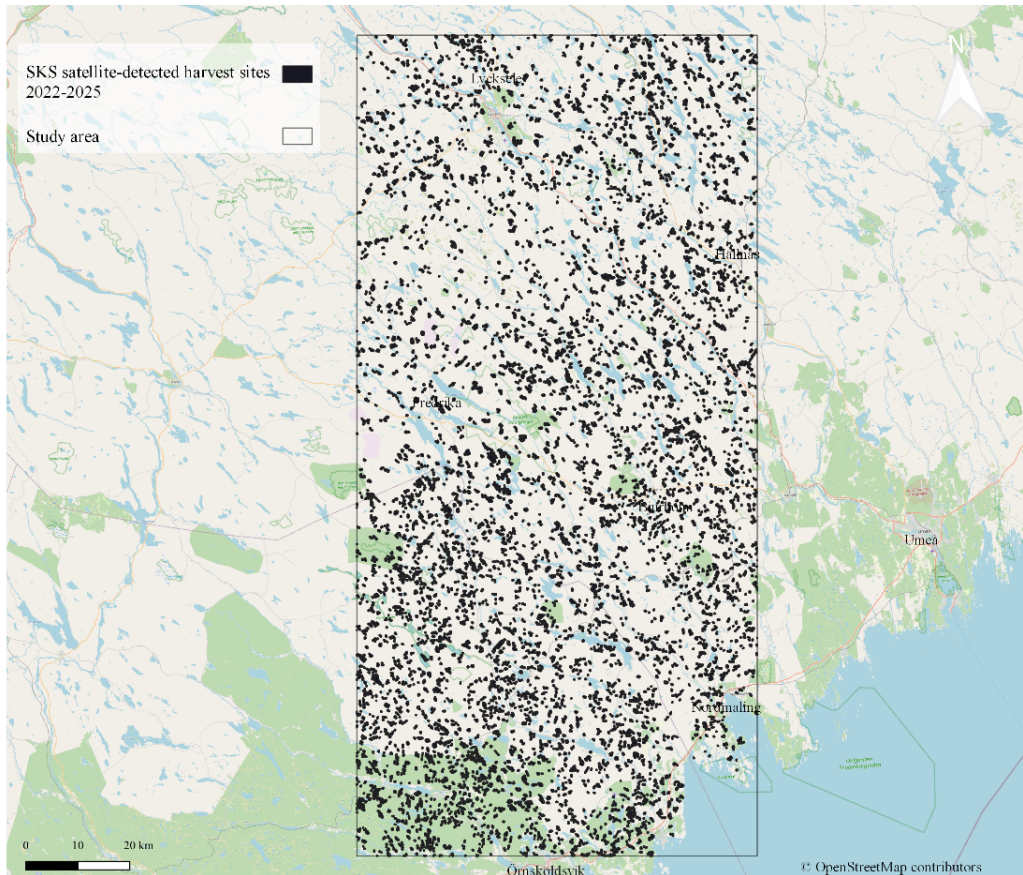 SKS satellite-detected harvest sites
2022-2025
Study area
N
Lycksele
Hällnäs
Fredrika
Umeå
Nordmaling
0 10 20 km
Örnsköldsvik
© OpenStreetMap contributors